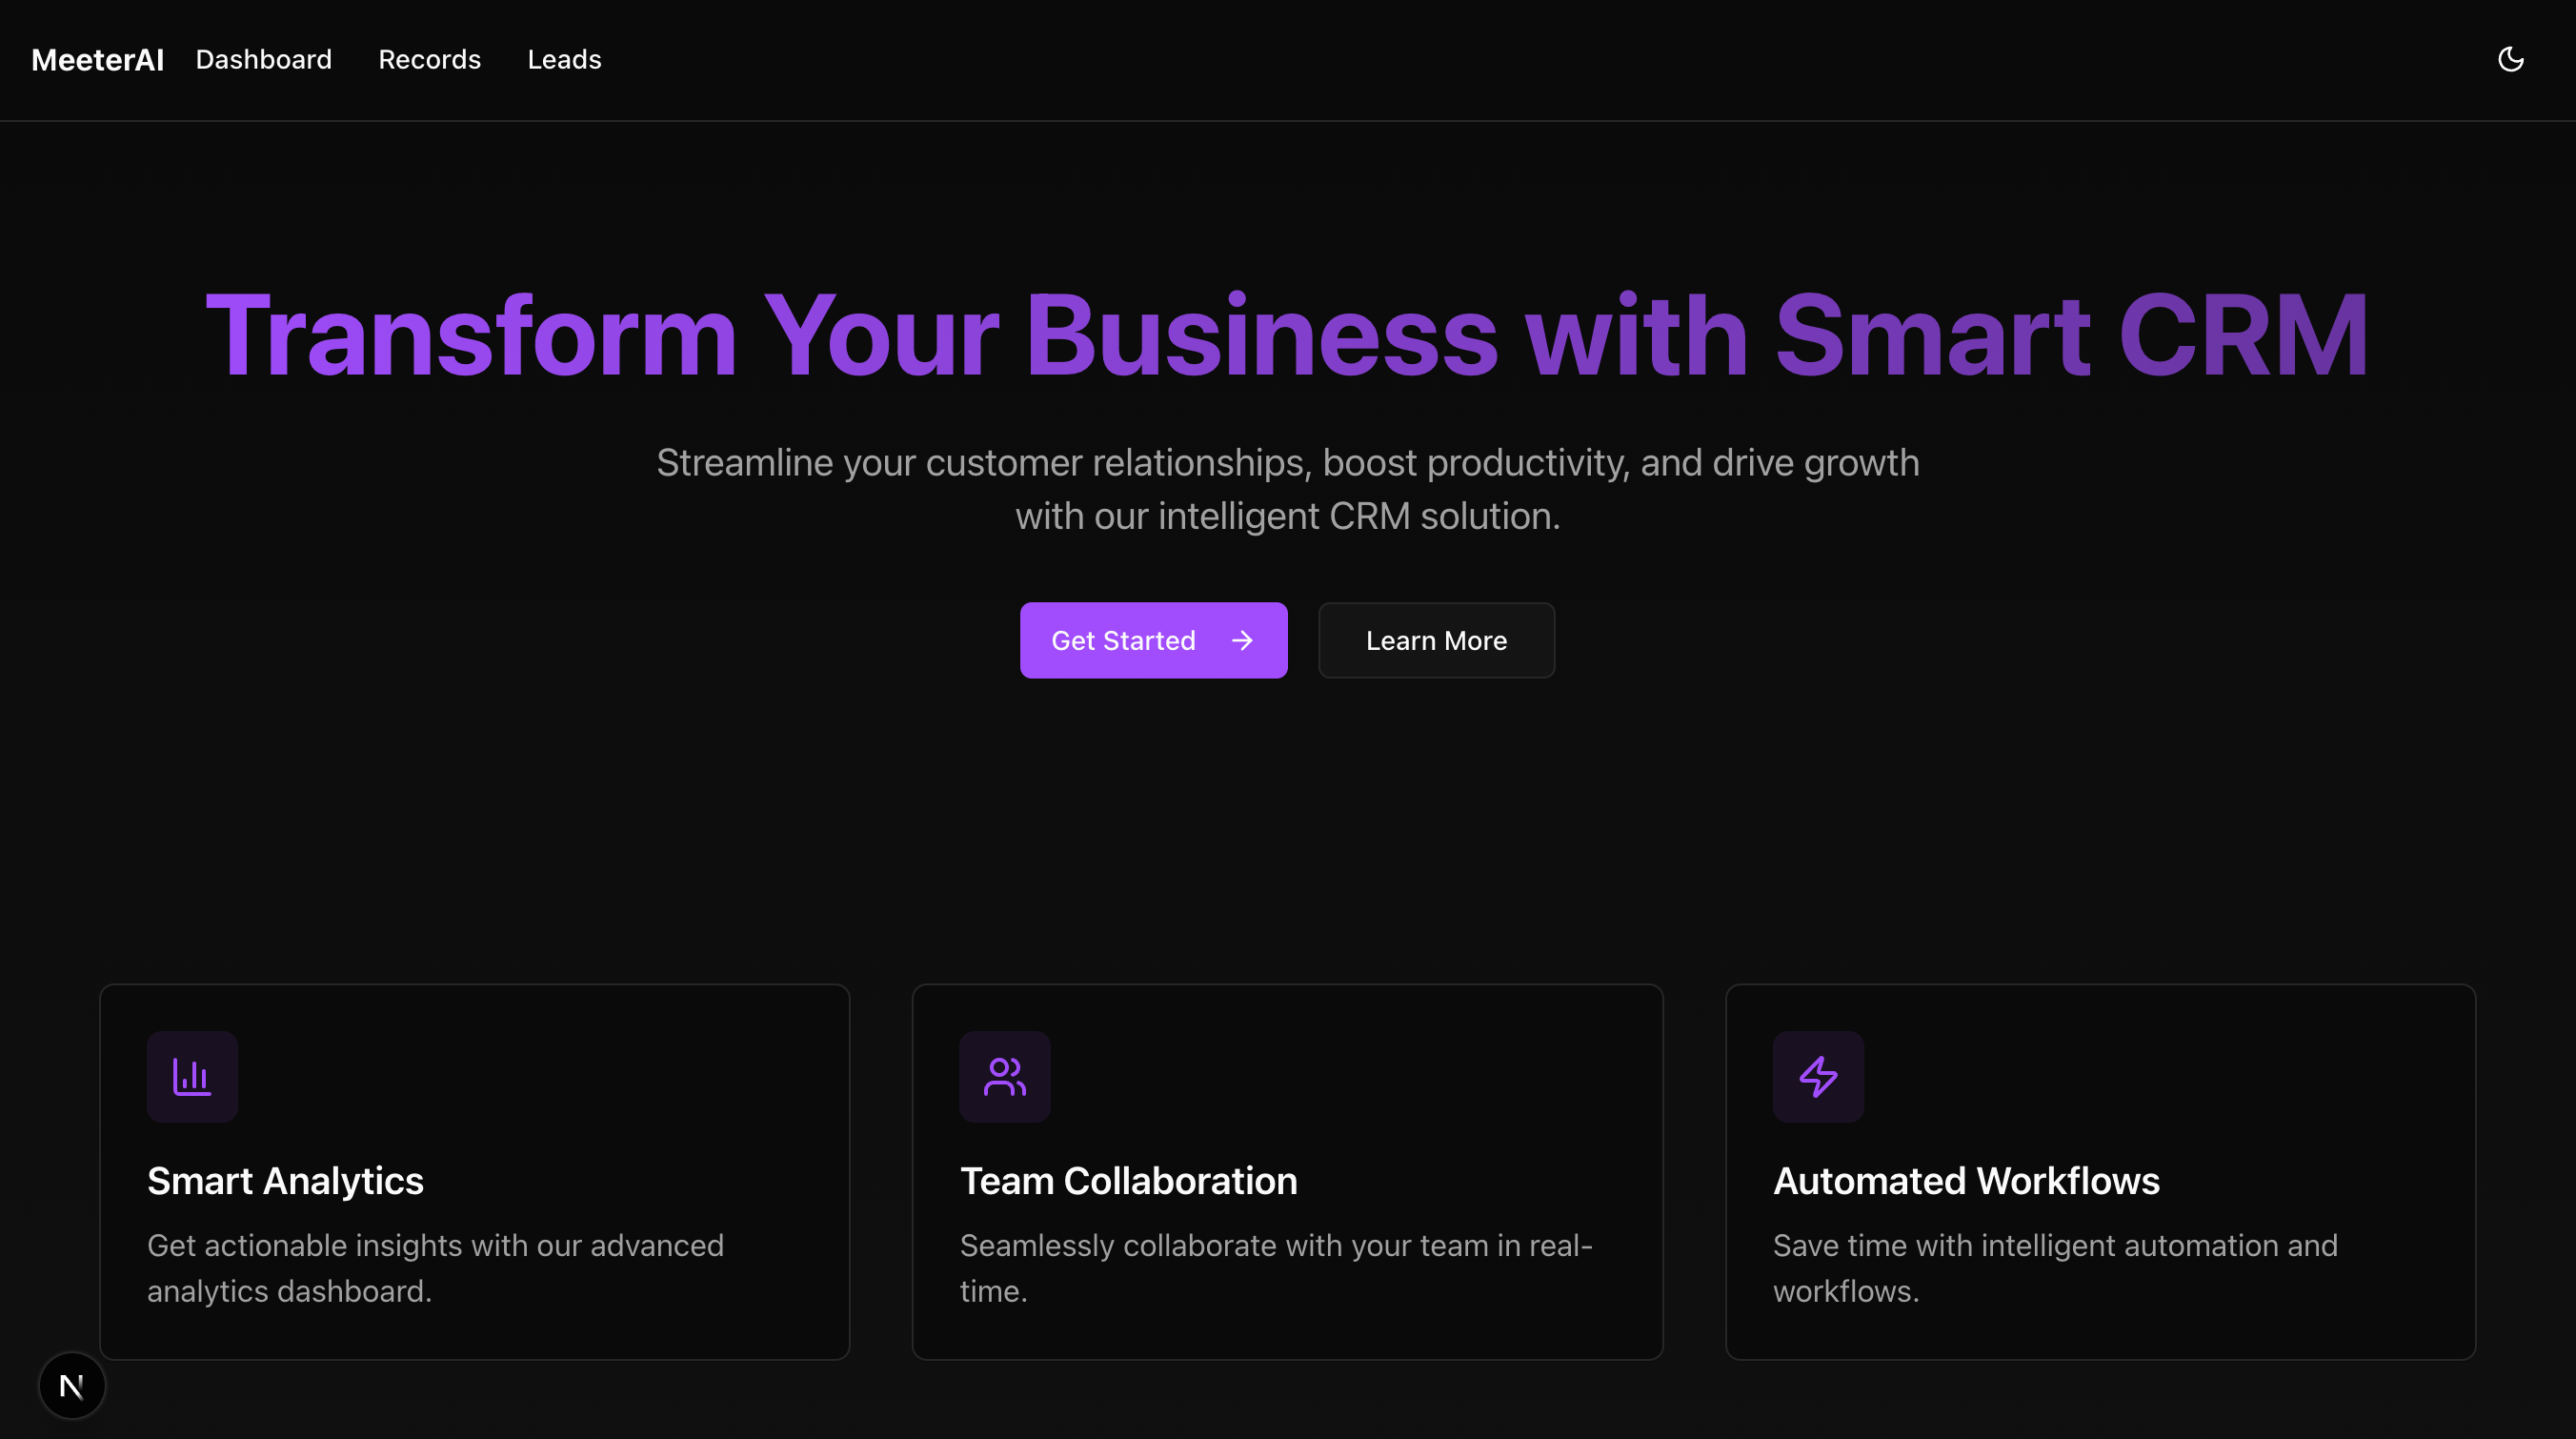 MeeterAI Dashboard Records Leads
Transform Your Business with Smart CRM
Streamline your customer relationships, boost productivity, and drive growth
with our intelligent CRM solution.
Get Started
Learn More
Smart Analytics
Get actionable insights with our advanced
analytics dashboard.
Team Collaboration
Seamlessly collaborate with your team in real-
time.
Automated Workflows
Save time with intelligent automation and
workflows.
N